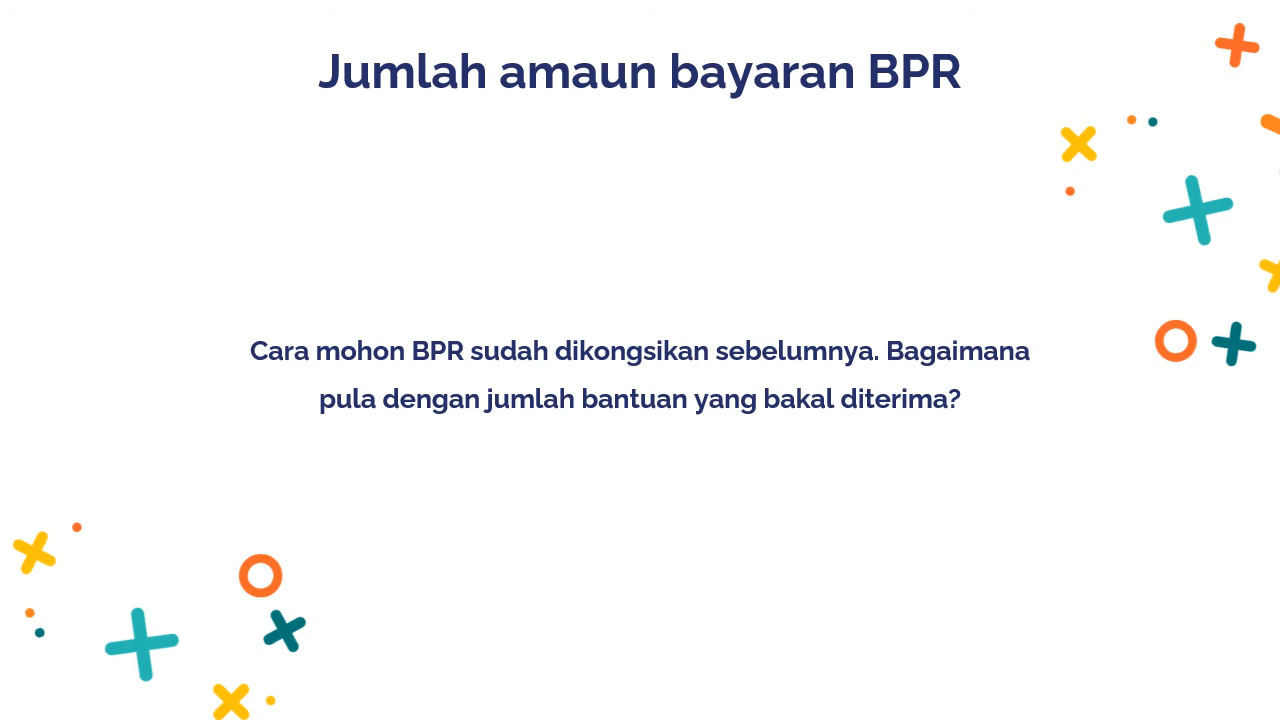 Jumlah amaun bayaran BPR
Cara mohon BPR sudah dikongsikan sebelumnya. Bagaimana
pula dengan jumlah bantuan yang bakal diterima?